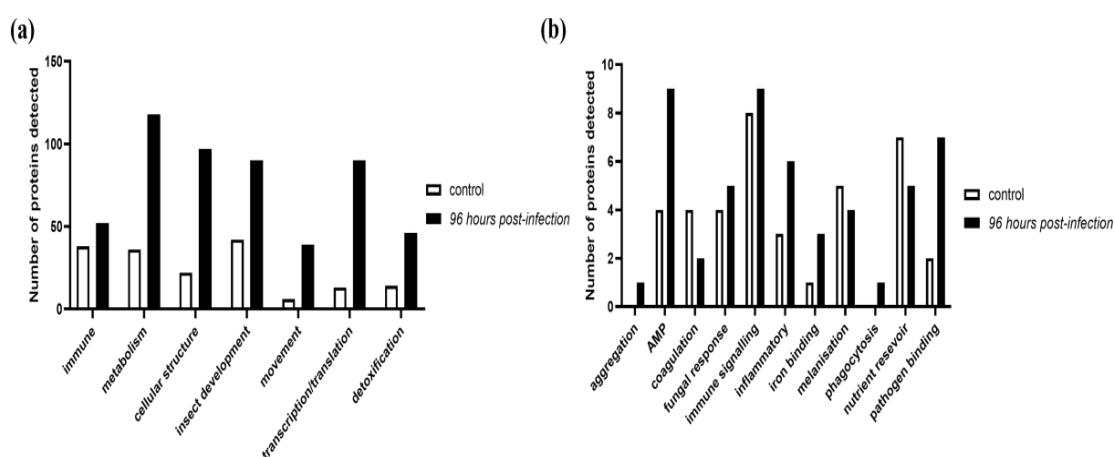 (a)
Number of proteins detected
150
100
50
0
immune
metabolism
cellular structure
insect development
movement
transcription/translation
detoxification
control
96 hours post-infection
(b)
Number of proteins detected
10
8
6
4
2
0
aggregation
AMP
coagulation
fungal response
immune signalling
inflammatory
iron binding
melanisation
phagocytosis
nutrient resevoir
pathogen binding
control
96 hours post-infection